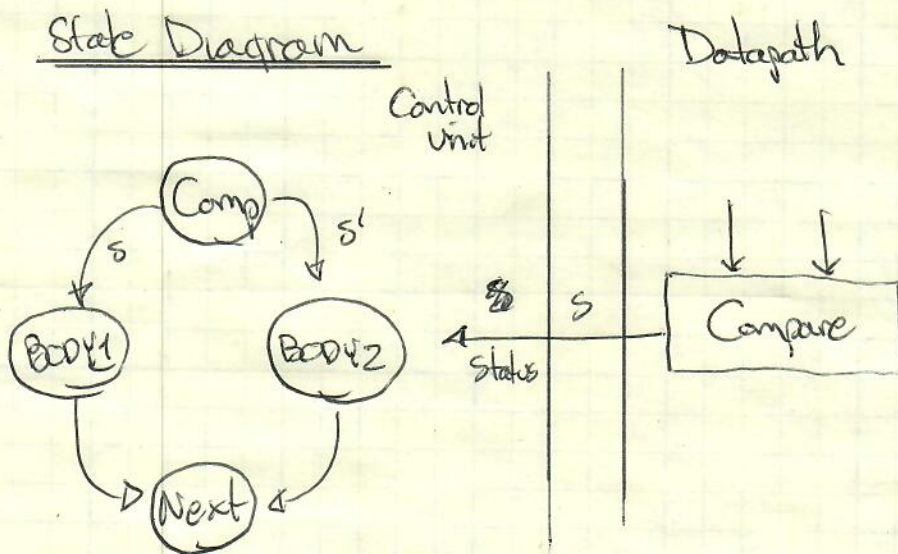 State Diagram
Datapath
Control
Unit
Comp
S
S'
S
BODY1
BODY2
Status
Compare
Next